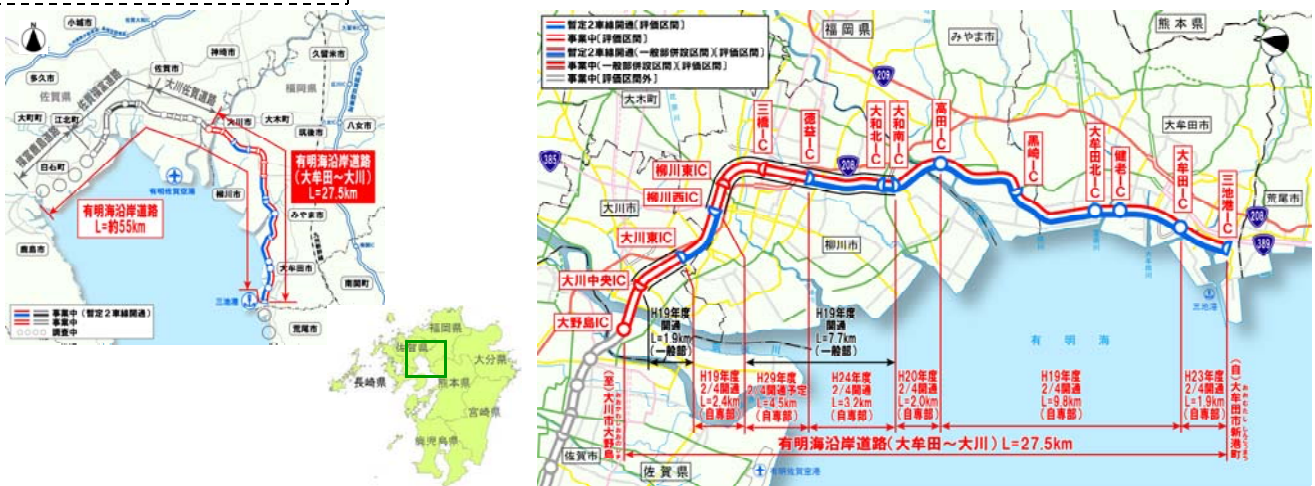 小城市
神埼市
久留米市
多久市
佐賀市
佐賀県
大川佐賀道路
佐賀福富道路
福富鹿島道路
福岡県
大町町
江北町
大川市
大木町
筑後市
八女市
白石町
有明佐賀空港
柳川市
有明海沿岸道路
(大牟田~大川)
L=27.5km
みやま市
有明海沿岸道路
L=約55km
鹿島市
大牟田市
南関町
三池港
荒尾市
事業中(暫定2車線開通)
事業中
調査中
福岡県
佐賀県
大分県
長崎県
熊本県
宮崎県
鹿児島県
暫定2車線開通[評価区間]
事業中[評価区間]
暫定2車線開通(一般部併設区間)[評価区間]
事業中(一般部併設区間)[評価区間]
事業中[評価区間外]
福岡県
みやま市
熊本県
209
大木町
385
三橋IC
徳益IC
208
大和北IC
大和南IC
高田IC
黒崎IC
大牟田北IC
健老IC
大牟田IC
三池港IC
大牟田市
荒尾市
208
389
柳川東IC
柳川西IC
大川市
大川東IC
大川中央IC
大野島IC
柳川市
三池港
有明海
H19年度
開通
L=1.9km
(一般部)
H19年度
開通
L=7.7km
(一般部)
H19年度
2/4開通
L=2.4km
(自専部)
H29年度
2/4開通予定
L=4.5km
(自専部)
H24年度
2/4開通
L=3.2km
(自専部)
H20年度
2/4開通
L=2.0km
(自専部)
H19年度
2/4開通
L=9.8km
(自専部)
H23年度
2/4開通
L=1.9km
(自専部)
(至)大川市大野島
(自)大牟田市新港町
有明海沿岸道路(大牟田~大川) L=27.5km
佐賀市
佐賀県
有明佐賀空港